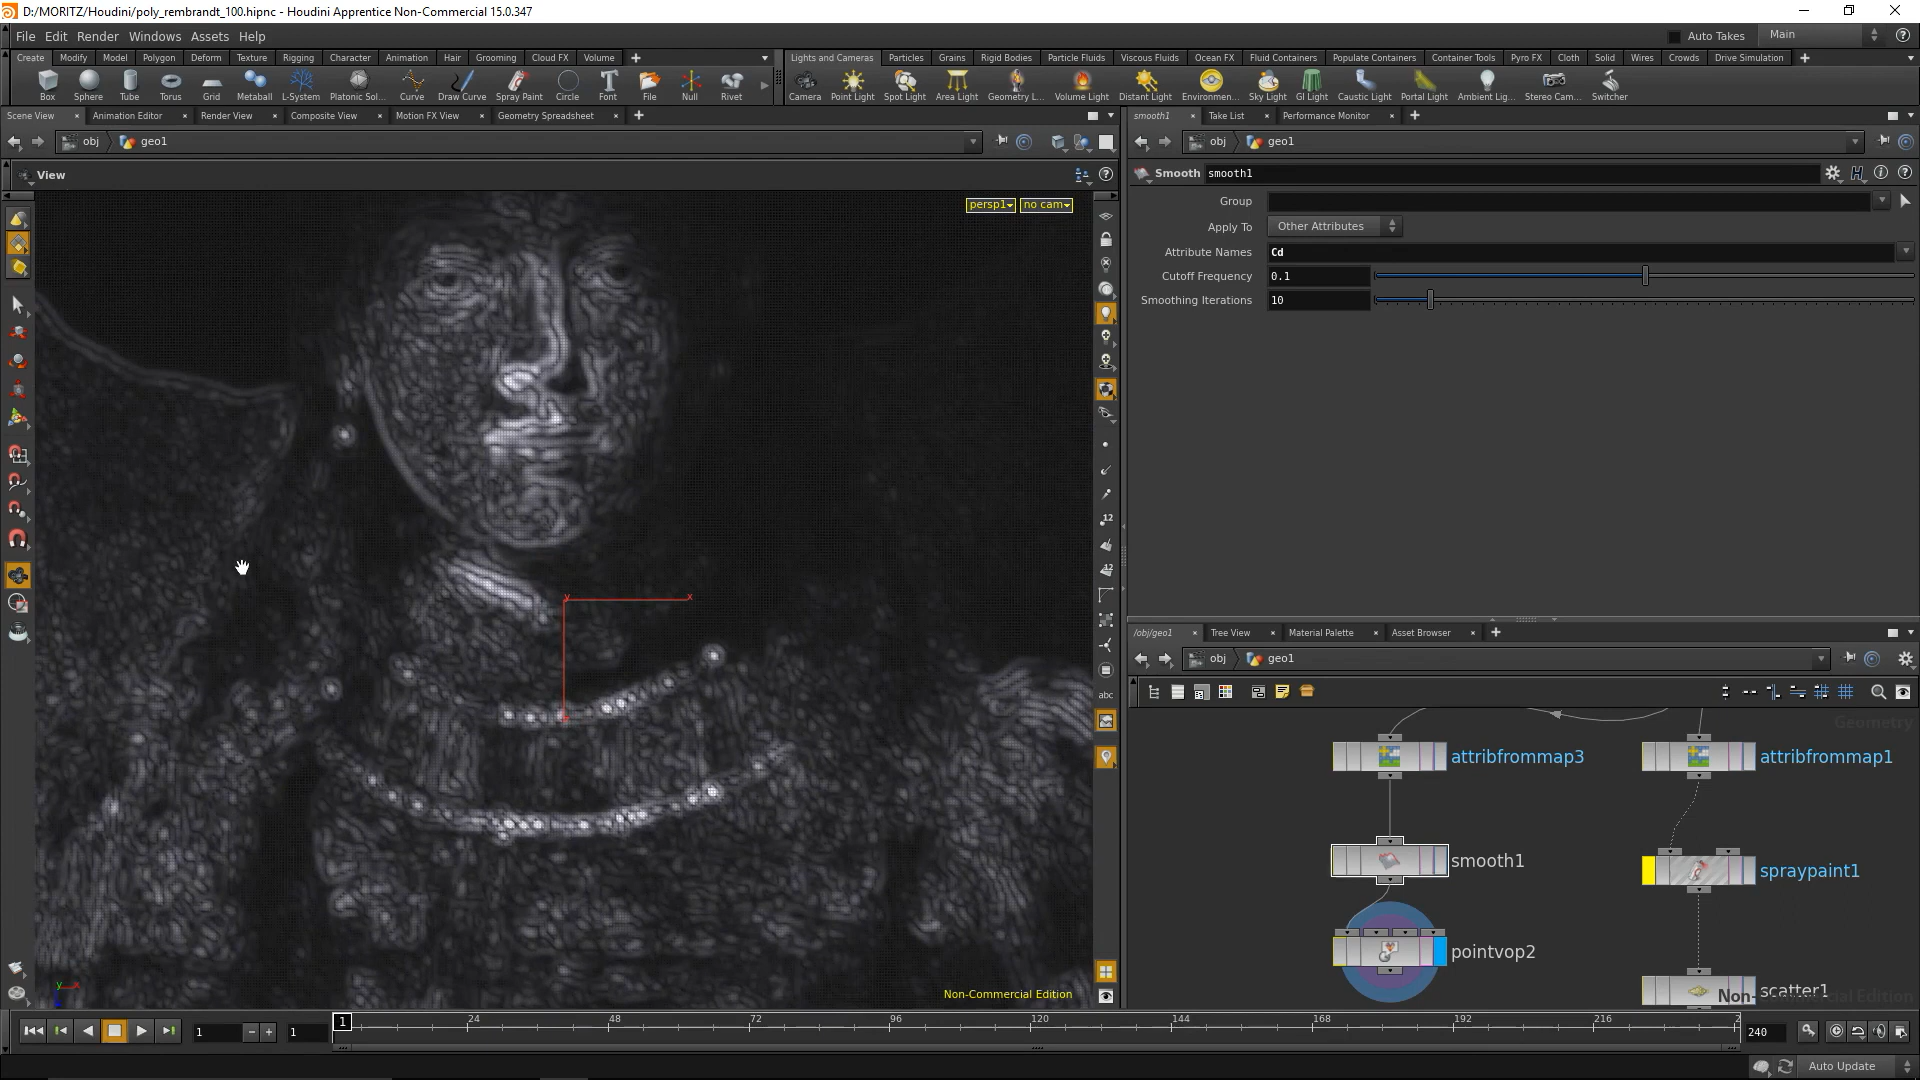 D:/MORITZ/Houdini/poly_rembrandt_100.hipnc - Houdini Apprentice Non-Commercial 15.0.347
File Edit Render Windows Assets Help
Auto Takes Main
Create Modify Model Polygon Deform Texture Rigging Character Animation Hair Grooming Cloud FX Volume
Lights and Cameras Particles Grains Rigid Bodies Particle Fluids Viscous Fluids Ocean FX Fluid Containers Populate Containers Container Tools Pyro FX Cloth Solid Wires Crowds Drive Simulation
Box Sphere Tube Torus Grid Metaball L-System Platonic Sol... Curve Draw Curve Spray Paint Circle Font File Null Rivet
Camera Point Light Spot Light Area Light Geometry L... Volume Light Distant Light Environmen... Sky Light GI Light Caustic Light Portal Light Ambient Lig... Stereo Cam... Switcher
Scene View Animation Editor Render View Composite View Motion FX View Geometry Spreadsheet
smooth1 Take List Performance Monitor
obj geo1
obj geo1
View
persp1 no cam
Smooth smooth1
Group
Apply To Other Attributes
Attribute Names Cd
Cutoff Frequency 0.1
Smoothing Iterations 10
y x
12
12
abc
/obj/geo1 Tree View Material Palette Asset Browser
obj geo1
Geometry
attribfrommap3 attribfrommap1
smooth1
spraypaint1
pointvop2
scatter1
Non-Commercial Edition
y x
Non-Commercial Edition
1 1 1 24 48 72 96 120 144 168 192 216 2 240
Auto Update